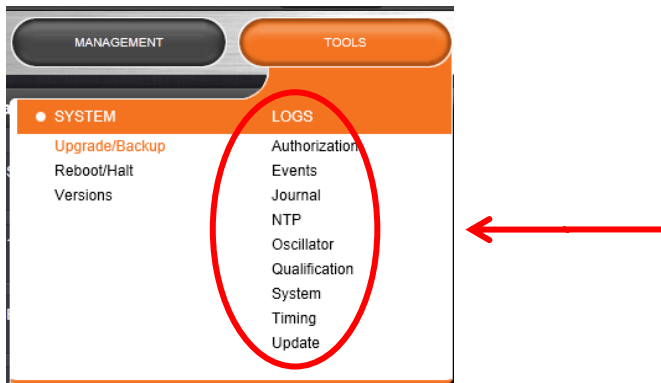 MANAGEMENT
TOOLS
SYSTEM
LOGS
Upgrade/Backup
Authorization
Reboot/Halt
Events
Versions
Journal
NTP
Oscillator
Qualification
System
Timing
Update